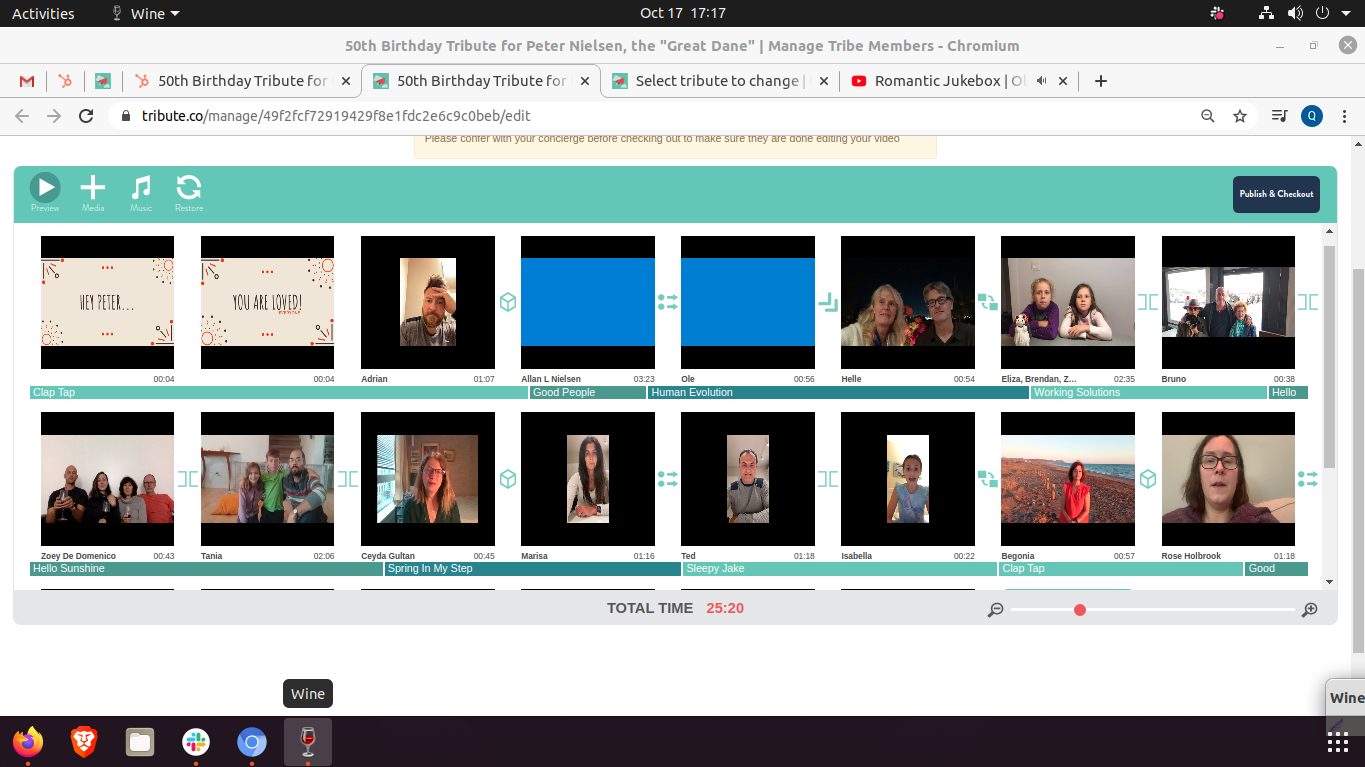 Activities Wine Oct 17 17:17
50th Birthday Tribute for Peter Nielsen, the "Great Dane" | Manage Tribe Members - Chromium
50th Birthday Tribute for 50th Birthday Tribute for Select tribute to change | Romantic Jukebox | Ol
tribute.co/manage/49f2fcf72919429f8e1fdc2e6c9c0beb/edit Q
Please confer with your concierge before checking out to make sure they are done editing your video
Preview Media Music Restore Publish & Checkout
HEY PETER... YOU ARE LOVED!
EVERYONE
00:04 00:04 Adrian 01:07 Allan L Nielsen 03:23 Ole 00:56 Helle 00:54 Eliza, Brendan, Z... 02:35 Bruno 00:38
Clap Tap Good People Human Evolution Working Solutions Hello
Zoey De Domenico 00:43 Tania 02:06 Ceyda Gultan 00:45 Marisa 01:16 Ted 01:18 Isabella 00:22 Begonia 00:57 Rose Holbrook 01:18
Hello Sunshine Spring In My Step Sleepy Jake Clap Tap Good
TOTAL TIME 25:20
Wine
Wine